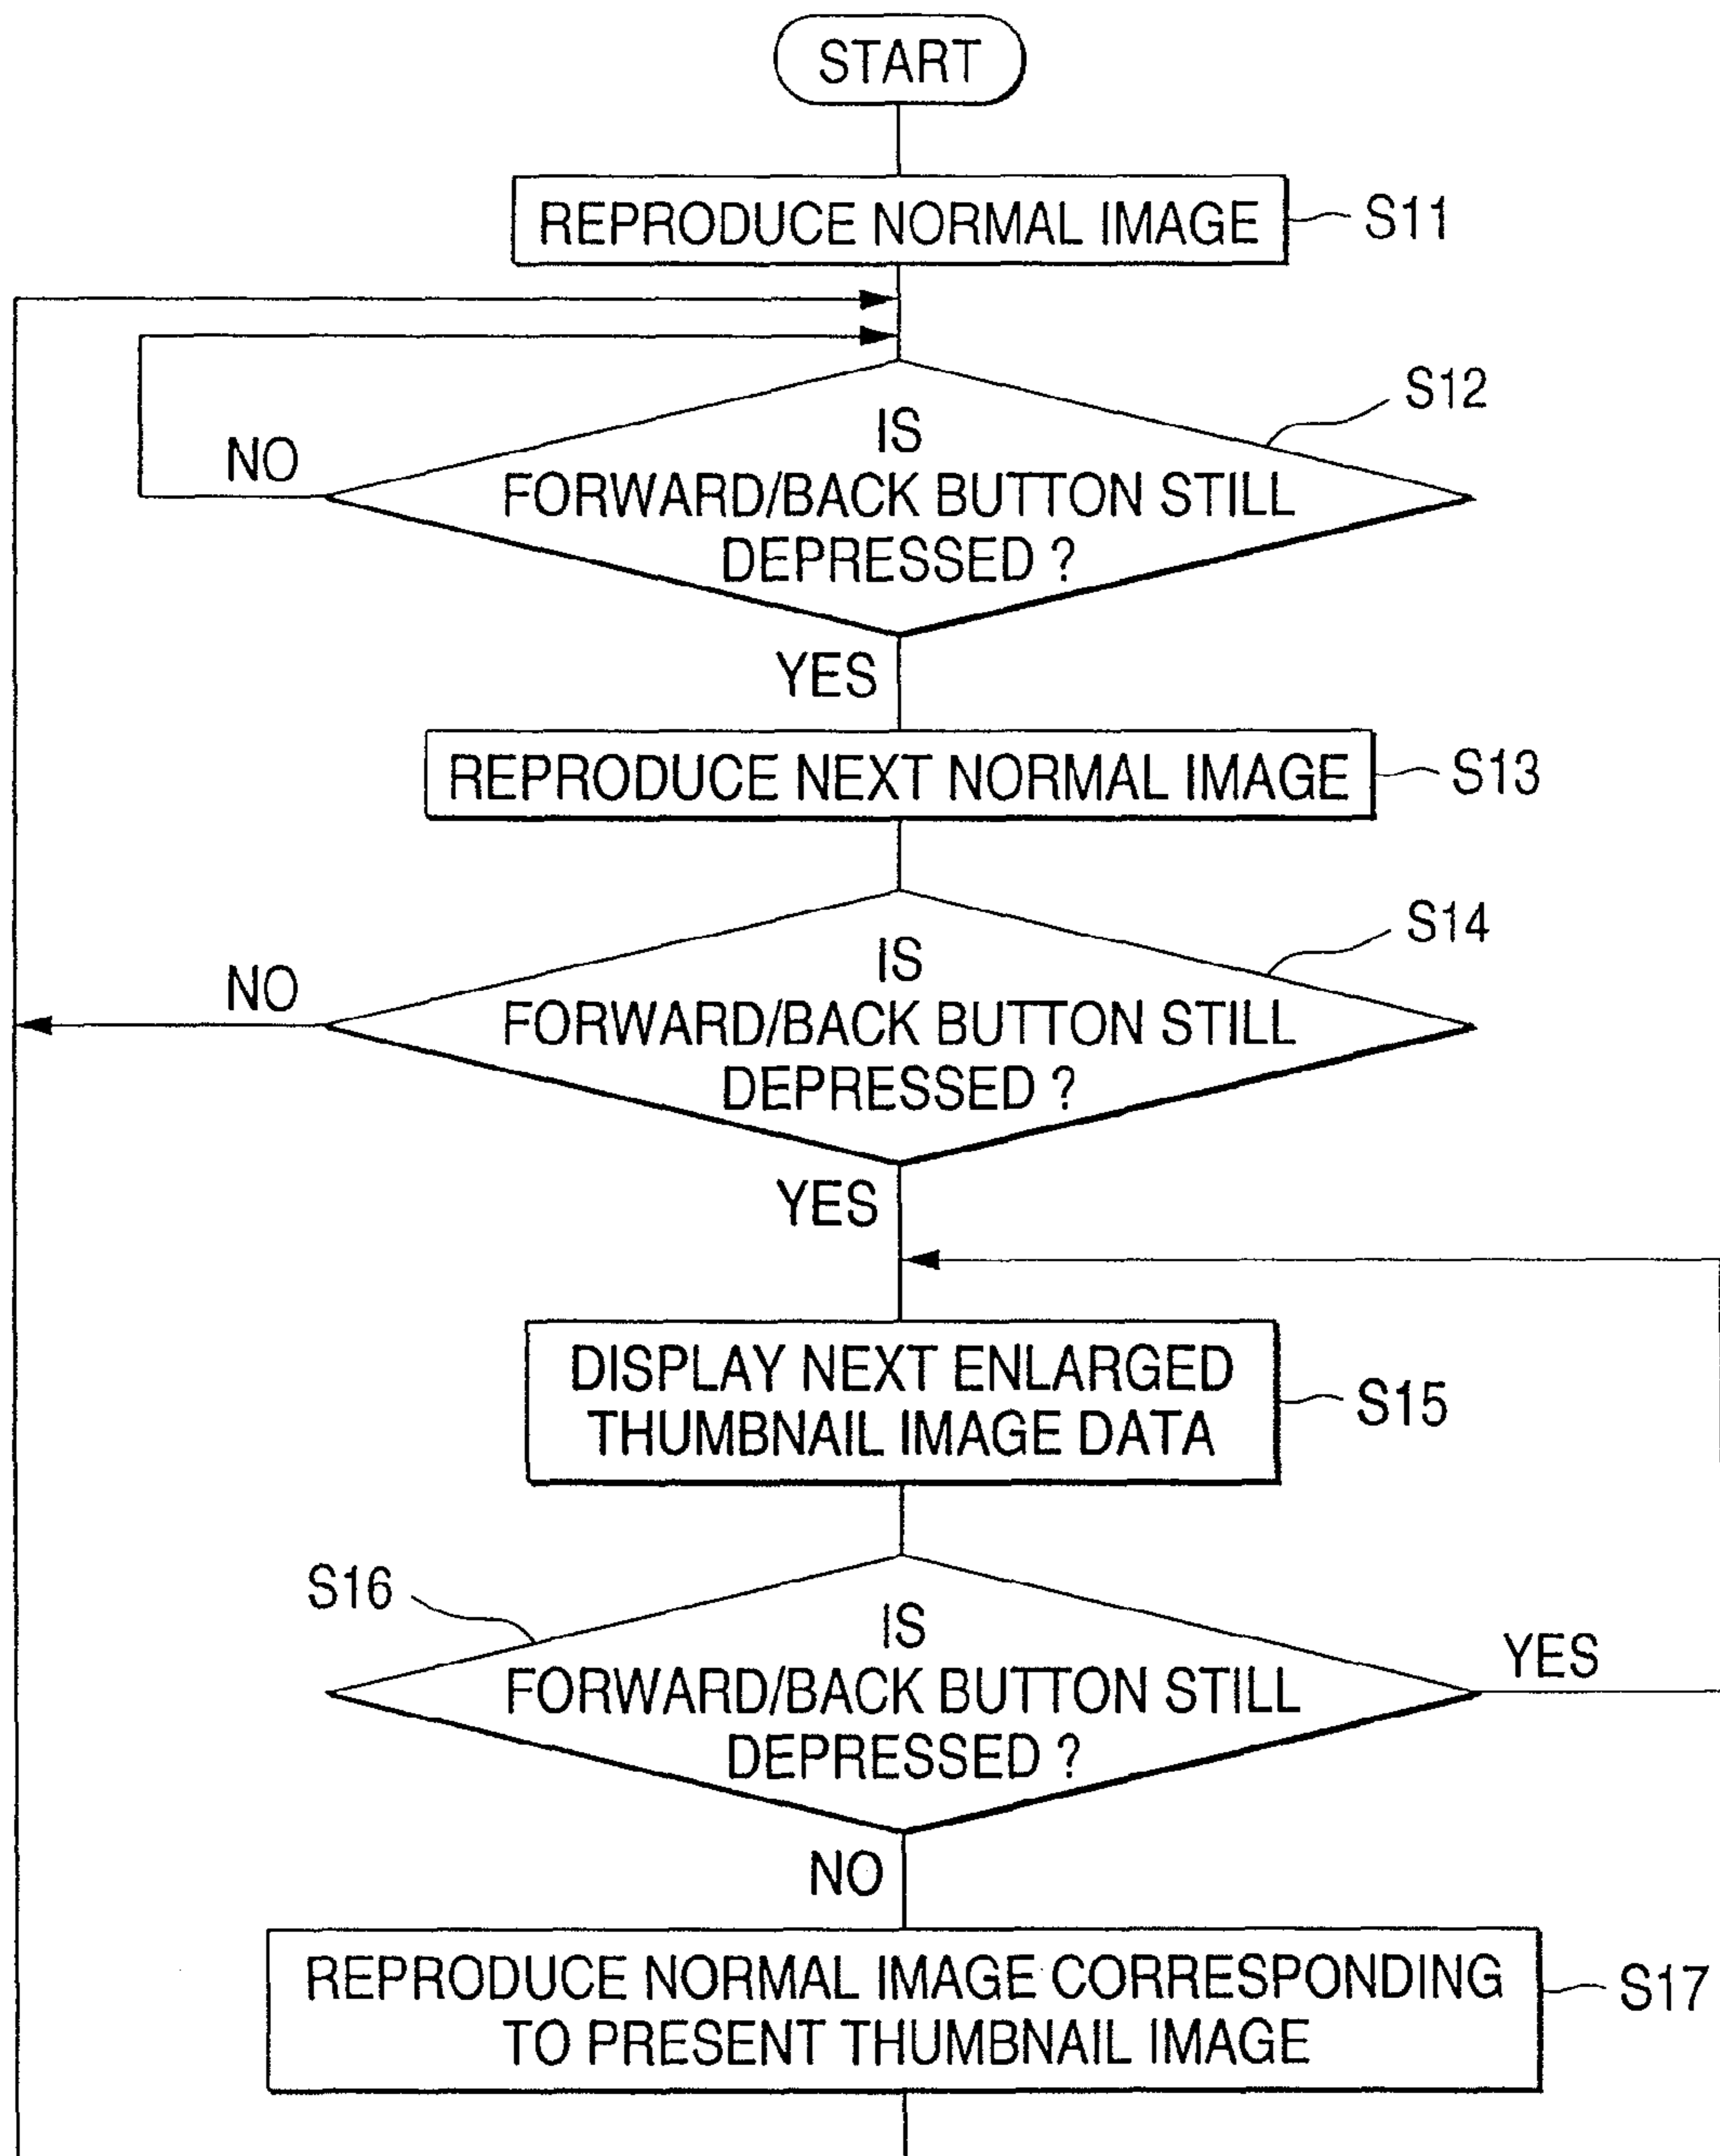 START
REPRODUCE NORMAL IMAGE
S11
S12
IS
FORWARD/BACK BUTTON STILL
DEPRESSED ?
NO
YES
REPRODUCE NEXT NORMAL IMAGE
S13
S14
IS
FORWARD/BACK BUTTON STILL
DEPRESSED ?
NO
YES
DISPLAY NEXT ENLARGED
THUMBNAIL IMAGE DATA
S15
S16
IS
FORWARD/BACK BUTTON STILL
DEPRESSED ?
YES
NO
REPRODUCE NORMAL IMAGE CORRESPONDING
TO PRESENT THUMBNAIL IMAGE
S17